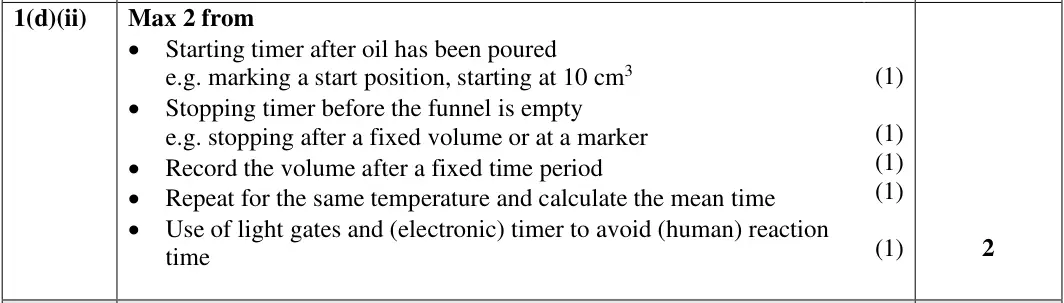 1(d)(ii) Max 2 from
• Starting timer after oil has been poured
e.g. marking a start position, starting at 10 cm³ (1)
• Stopping timer before the funnel is empty
e.g. stopping after a fixed volume or at a marker (1)
• Record the volume after a fixed time period (1)
• Repeat for the same temperature and calculate the mean time (1)
• Use of light gates and (electronic) timer to avoid (human) reaction
time (1) 2